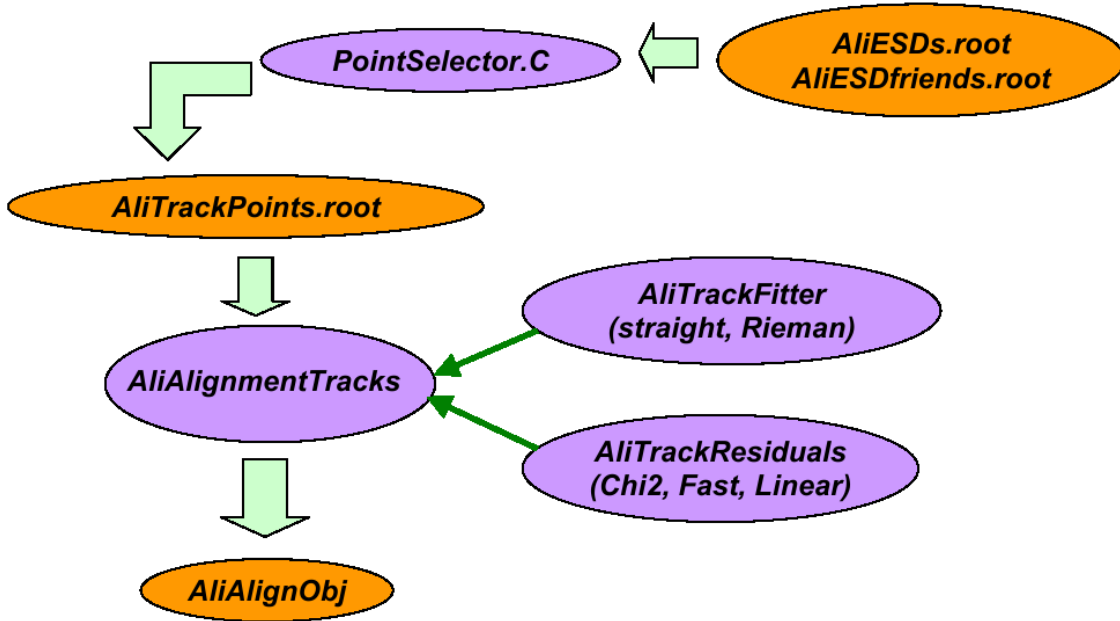 AliESDs.root
AliESDfriends.root
PointSelector.C
AliTrackPoints.root
AliTrackFitter
(straight, Rieman)
AliAlignmentTracks
AliTrackResiduals
(Chi2, Fast, Linear)
AliAlignObj